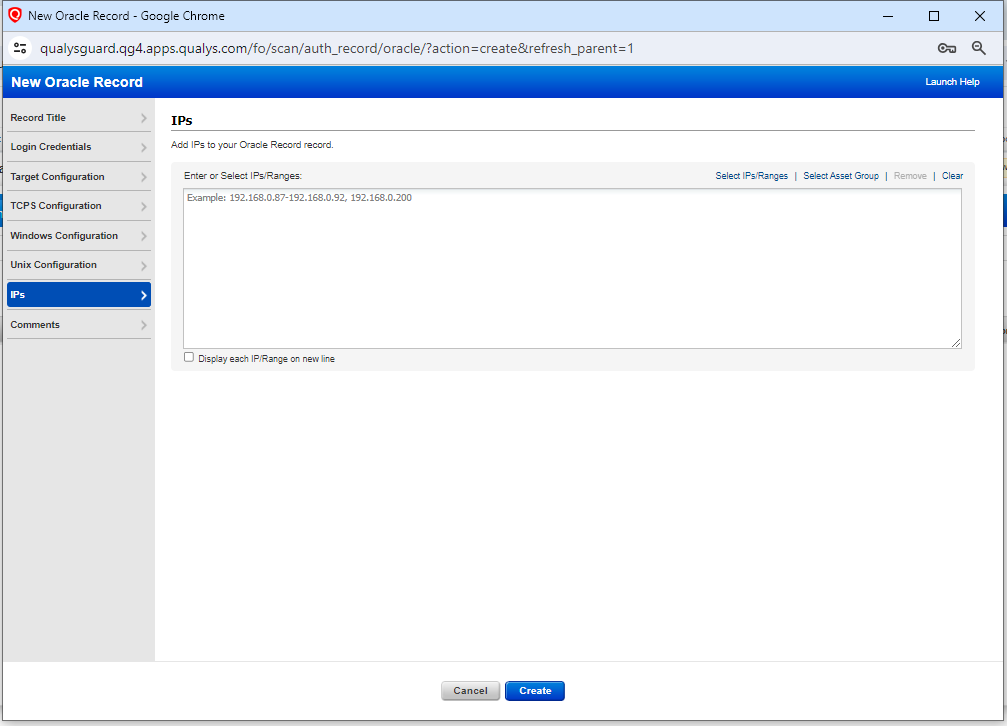 New Oracle Record - Google Chrome
qualysguard.qg4.apps.qualys.com/fo/scan/auth_record/oracle/?action=create&refresh_parent=1
New Oracle Record
Launch Help
Record Title
Login Credentials
Target Configuration
TCPS Configuration
Windows Configuration
Unix Configuration
IPs
Comments
IPs
Add IPs to your Oracle Record record.
Enter or Select IPs/Ranges:
Select IPs/Ranges | Select Asset Group | Remove | Clear
Example: 192.168.0.87-192.168.0.92, 192.168.0.200
Display each IP/Range on new line
Cancel
Create